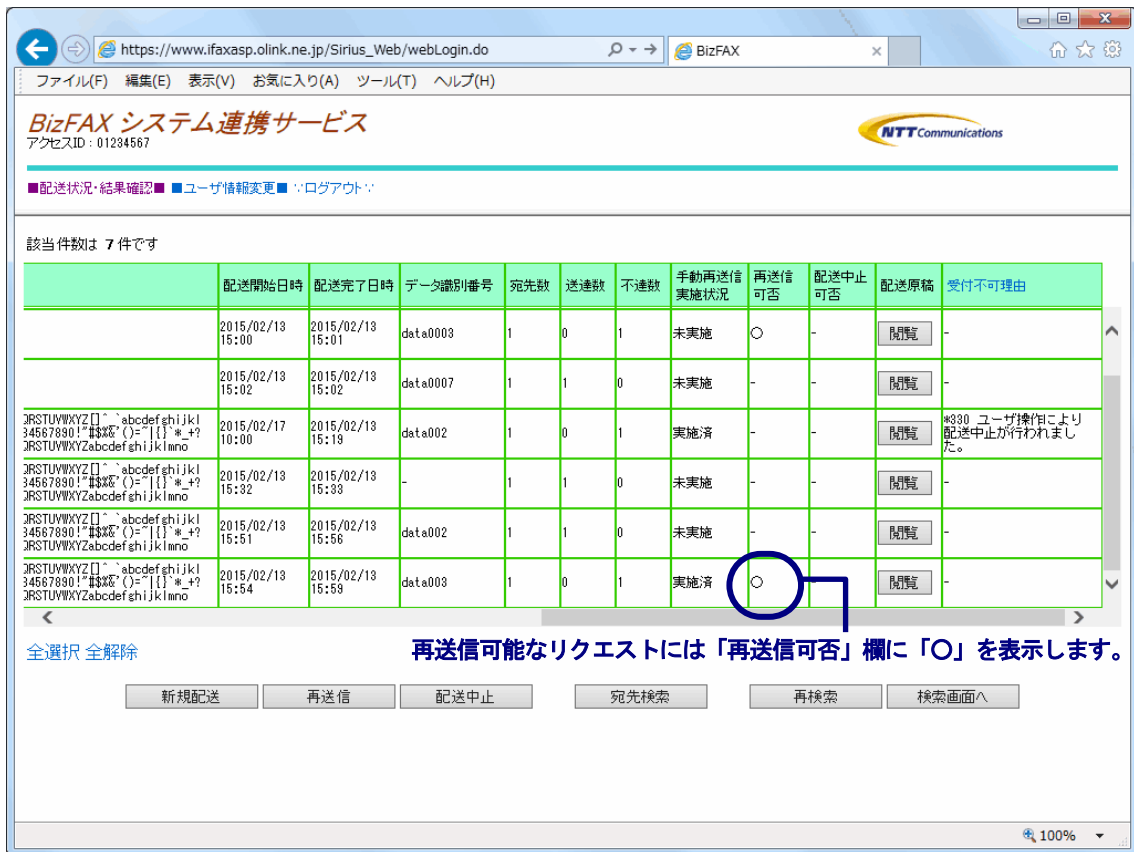 https://www.ifaxasp.olink.ne.jp/Sirius_Web/webLogin.do
BizFAX
ファイル(F) 編集(E) 表示(V) お気に入り(A) ツール(T) ヘルプ(H)
BizFAX システム連携サービス
アクセスID：01234567
NTT Communications
■配送状況・結果確認■ ■ユーザ情報変更■ ∵ログアウト∵
該当件数は 7 件です
配送開始日時 配送完了日時 データ識別番号 宛先数 送達数 不達数 手動再送信実施状況 再送信可否 配送中止可否 配送原稿 受付不可理由
2015/02/13 15:00 2015/02/13 15:01 data0003 1 0 1 未実施 ○ - 閲覧 -
2015/02/13 15:02 2015/02/13 15:02 data0007 1 1 0 未実施 - - 閲覧 -
QRSTUVWXYZ[]^_`abcdefghijkl
34567890!"#$%&'()=~|{}`*_+?
QRSTUVWXYZabcdefghijklmno
2015/02/17 10:00 2015/02/13 15:19 data002 1 0 1 実施済 - - 閲覧 *330 ユーザ操作により配送中止が行われました。
QRSTUVWXYZ[]^_`abcdefghijkl
34567890!"#$%&'()=~|{}`*_+?
QRSTUVWXYZabcdefghijklmno
2015/02/13 15:32 2015/02/13 15:33 - 1 1 0 未実施 - - 閲覧 -
QRSTUVWXYZ[]^_`abcdefghijkl
34567890!"#$%&'()=~|{}`*_+?
QRSTUVWXYZabcdefghijklmno
2015/02/13 15:51 2015/02/13 15:56 data002 1 1 0 未実施 - - 閲覧 -
QRSTUVWXYZ[]^_`abcdefghijkl
34567890!"#$%&'()=~|{}`*_+?
QRSTUVWXYZabcdefghijklmno
2015/02/13 15:54 2015/02/13 15:59 data003 1 0 1 実施済 ○ - 閲覧 -
再送信可能なリクエストには「再送信可否」欄に「○」を表示します。
全選択 全解除
新規配送 再送信 配送中止 宛先検索 再検索 検索画面へ
100%